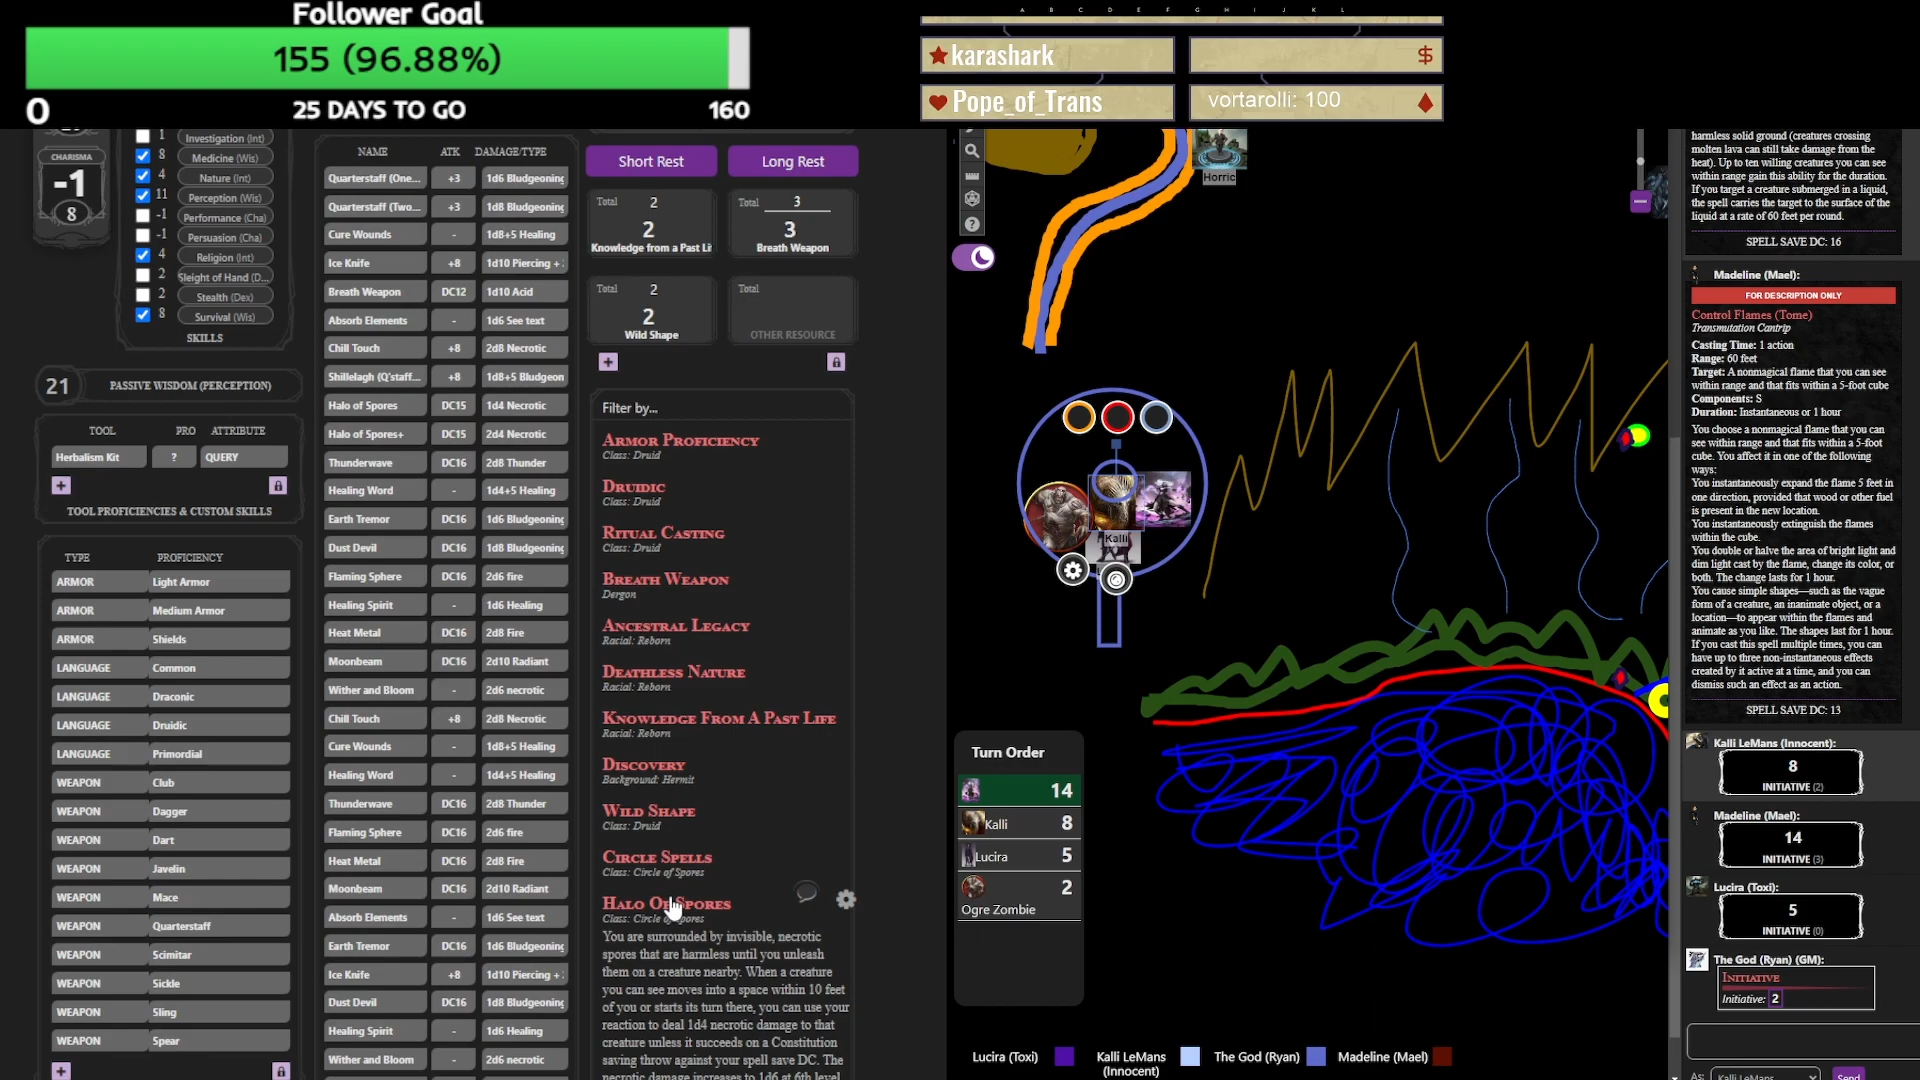 Follower Goal
155 (96.88%)
0
25 DAYS TO GO
160
A B C D E F G H I J K L
karashark
$
Pope_of_Trans
vortarolli: 100
CHARISMA
-1
8
1 Investigation (Int)
8 Medicine (Wis)
4 Nature (Int)
11 Perception (Wis)
-1 Performance (Cha)
-1 Persuasion (Cha)
4 Religion (Int)
2 Sleight of Hand (D...
2 Stealth (Dex)
8 Survival (Wis)
SKILLS
21 PASSIVE WISDOM (PERCEPTION)
TOOL PRO ATTRIBUTE
Herbalism Kit ? QUERY
TOOL PROFICIENCIES & CUSTOM SKILLS
TYPE PROFICIENCY
ARMOR Light Armor
ARMOR Medium Armor
ARMOR Shields
LANGUAGE Common
LANGUAGE Draconic
LANGUAGE Druidic
LANGUAGE Primordial
WEAPON Club
WEAPON Dagger
WEAPON Dart
WEAPON Javelin
WEAPON Mace
WEAPON Quarterstaff
WEAPON Scimitar
WEAPON Sickle
WEAPON Sling
WEAPON Spear
NAME ATK DAMAGE/TYPE
Quarterstaff (One... +3 1d6 Bludgeoning
Quarterstaff (Two... +3 1d8 Bludgeoning
Cure Wounds - 1d8+5 Healing
Ice Knife +8 1d10 Piercing +
Breath Weapon DC12 1d10 Acid
Absorb Elements - 1d6 See text
Chill Touch +8 2d8 Necrotic
Shillelagh (Q'staff... +8 1d8+5 Bludgeon
Halo of Spores DC15 1d4 Necrotic
Halo of Spores+ DC15 2d4 Necrotic
Thunderwave DC16 2d8 Thunder
Healing Word - 1d4+5 Healing
Earth Tremor DC16 1d6 Bludgeoning
Dust Devil DC16 1d8 Bludgeoning
Flaming Sphere DC16 2d6 fire
Healing Spirit - 1d6 Healing
Heat Metal DC16 2d8 Fire
Moonbeam DC16 2d10 Radiant
Wither and Bloom - 2d6 necrotic
Chill Touch +8 2d8 Necrotic
Cure Wounds - 1d8+5 Healing
Healing Word - 1d4+5 Healing
Thunderwave DC16 2d8 Thunder
Flaming Sphere DC16 2d6 fire
Heat Metal DC16 2d8 Fire
Moonbeam DC16 2d10 Radiant
Absorb Elements - 1d6 See text
Earth Tremor DC16 1d6 Bludgeoning
Ice Knife +8 1d10 Piercing +
Dust Devil DC16 1d8 Bludgeoning
Healing Spirit - 1d6 Healing
Wither and Bloom - 2d6 necrotic
Short Rest
Long Rest
Total 2
2
Knowledge from a Past Lif
Total 3
3
Breath Weapon
Total 2
2
Wild Shape
Total
OTHER RESOURCE
Filter by...
ARMOR PROFICIENCY
Class: Druid
DRUIDIC
Class: Druid
RITUAL CASTING
Class: Druid
BREATH WEAPON
Dergon
ANCESTRAL LEGACY
Racial: Reborn
DEATHLESS NATURE
Racial: Reborn
KNOWLEDGE FROM A PAST LIFE
Racial: Reborn
DISCOVERY
Background: Hermit
WILD SHAPE
Class: Druid
CIRCLE SPELLS
Class: Circle of Spores
HALO OF SPORES
Class: Circle of Spores
You are surrounded by invisible, necrotic
spores that are harmless until you unleash
them on a creature nearby. When a creature
you can see moves into a space within 10 feet
of you or starts its turn there, you can use your
reaction to deal 1d4 necrotic damage to that
creature unless it succeeds on a Constitution
saving throw against your spell save DC. The
necrotic damage increases to 1d6 at 6th level
Horric
Kalli
Turn Order
14
Kalli 8
Lucira 5
2
Ogre Zombie
Lucira (Toxi)
Kalli LeMans
(Innocent)
The God (Ryan)
Madeline (Mael)
harmless solid ground (creatures crossing
molten lava can still take damage from the
heat). Up to ten willing creatures you can see
within range gain this ability for the duration.
If you target a creature submerged in a liquid,
the spell carries the target to the surface of the
liquid at a rate of 60 feet per round.
SPELL SAVE DC: 16
Madeline (Mael):
FOR DESCRIPTION ONLY
Control Flames (Tome)
Transmutation Cantrip
Casting Time: 1 action
Range: 60 feet
Target: A nonmagical flame that you can see
within range and that fits within a 5-foot cube
Components: S
Duration: Instantaneous or 1 hour
You choose a nonmagical flame that you can
see within range and that fits within a 5-foot
cube. You affect it in one of the following
ways:
You instantaneously expand the flame 5 feet in
one direction, provided that wood or other fuel
is present in the new location.
You instantaneously extinguish the flames
within the cube.
You double or halve the area of bright light and
dim light cast by the flame, change its color, or
both. The change lasts for 1 hour.
You cause simple shapes—such as the vague
form of a creature, an inanimate object, or a
location—to appear within the flames and
animate as you like. The shapes last for 1 hour.
If you cast this spell multiple times, you can
have up to three non-instantaneous effects
created by it active at a time, and you can
dismiss such an effect as an action.
SPELL SAVE DC: 13
Kalli LeMans (Innocent):
8
INITIATIVE (2)
Madeline (Mael):
14
INITIATIVE (3)
Lucira (Toxi):
5
INITIATIVE (0)
The God (Ryan) (GM):
INITIATIVE
Initiative: 2
As: Kalli LeMans
Send